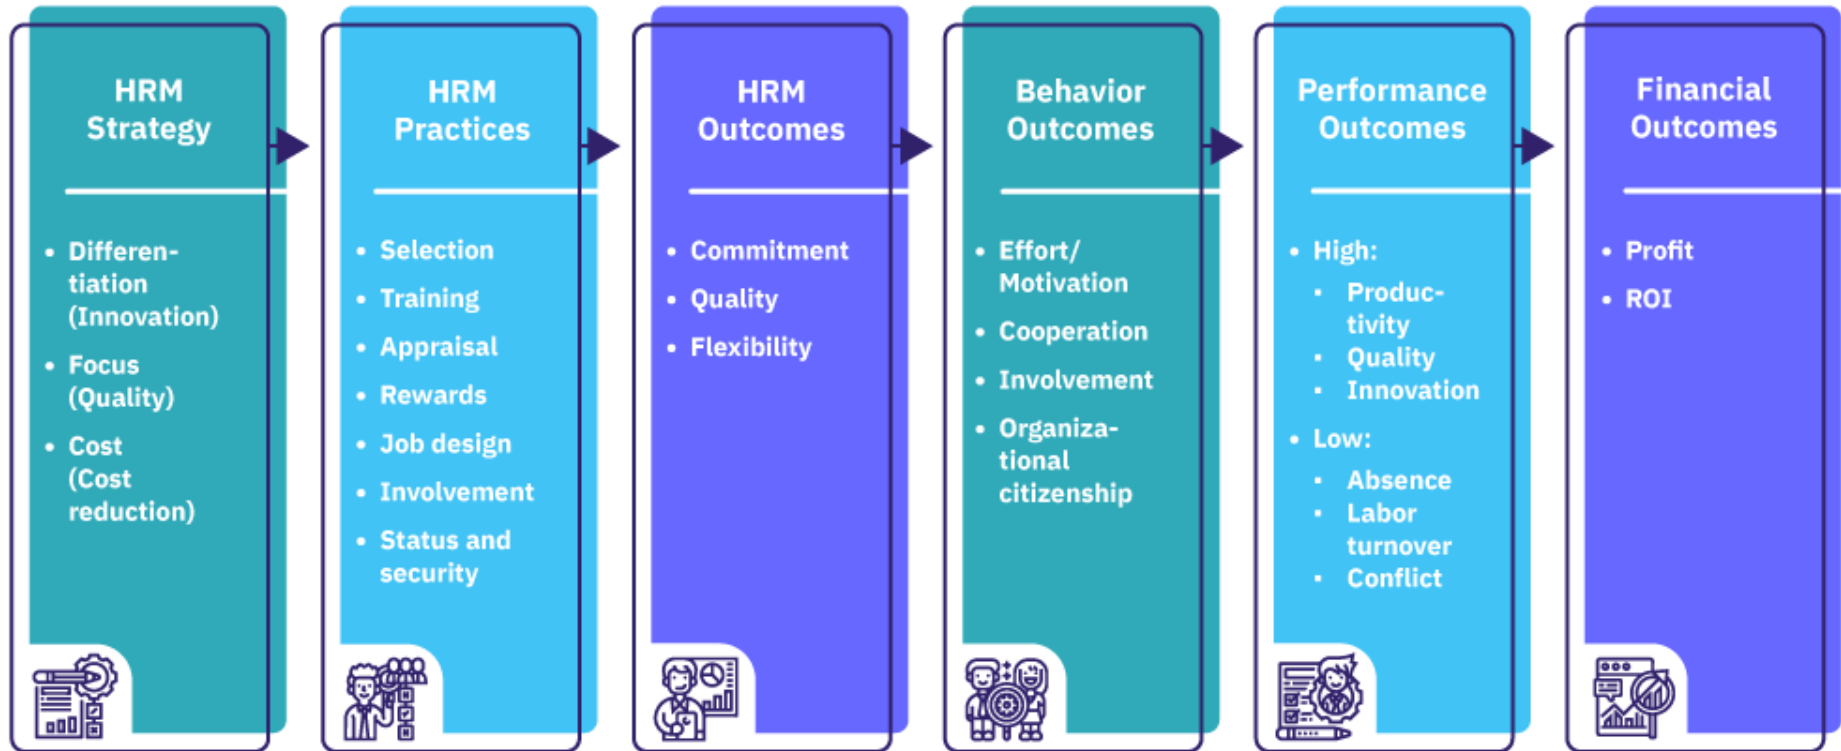 HRM
Strategy
• Differen-
tiation
(Innovation)
• Focus
(Quality)
• Cost
(Cost
reduction)
HRM
Practices
• Selection
• Training
• Appraisal
• Rewards
• Job design
• Involvement
• Status and
security
HRM
Outcomes
• Commitment
• Quality
• Flexibility
Behavior
Outcomes
• Effort/
Motivation
• Cooperation
• Involvement
• Organiza-
tional
citizenship
Performance
Outcomes
• High:
▪ Produc-
tivity
▪ Quality
▪ Innovation
• Low:
▪ Absence
▪ Labor
turnover
▪ Conflict
Financial
Outcomes
• Profit
• ROI